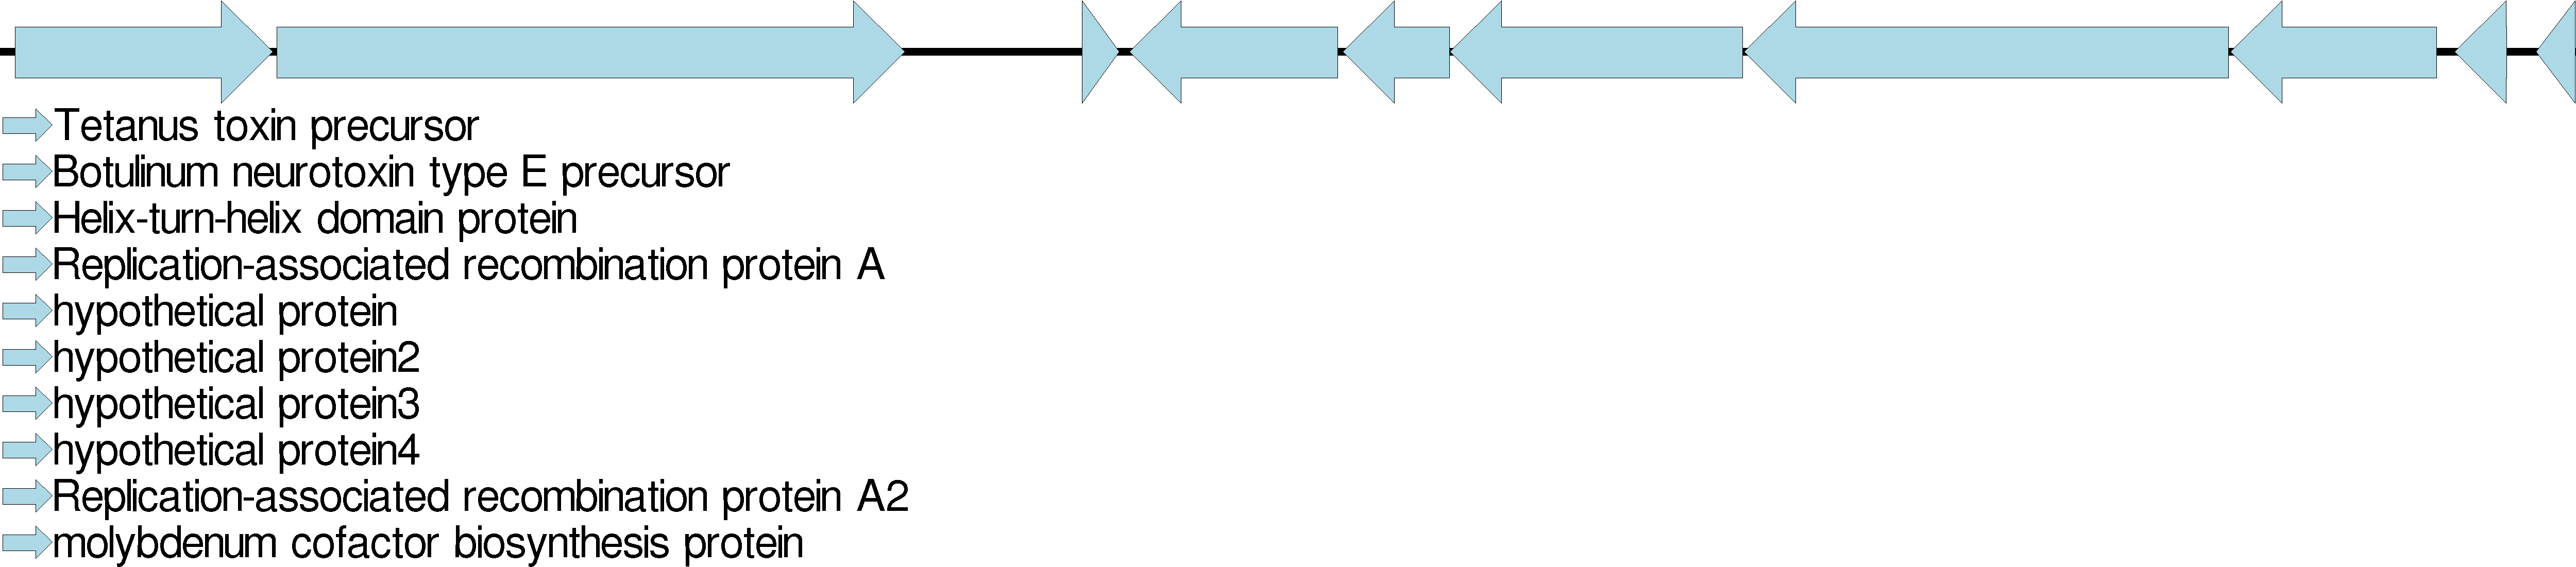 Tetanus toxin precursor
Botulinum neurotoxin type E precursor
Helix-turn-helix domain protein
Replication-associated recombination protein A
hypothetical protein
hypothetical protein2
hypothetical protein3
hypothetical protein4
Replication-associated recombination protein A2
molybdenum cofactor biosynthesis protein